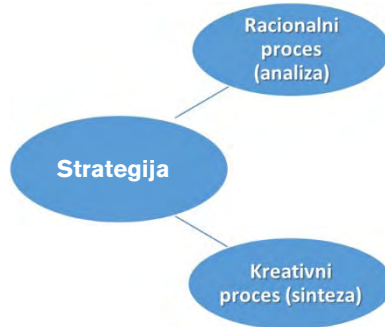 Racionalni
proces
(analiza)
Strategija
Kreativni
proces (sinteza)